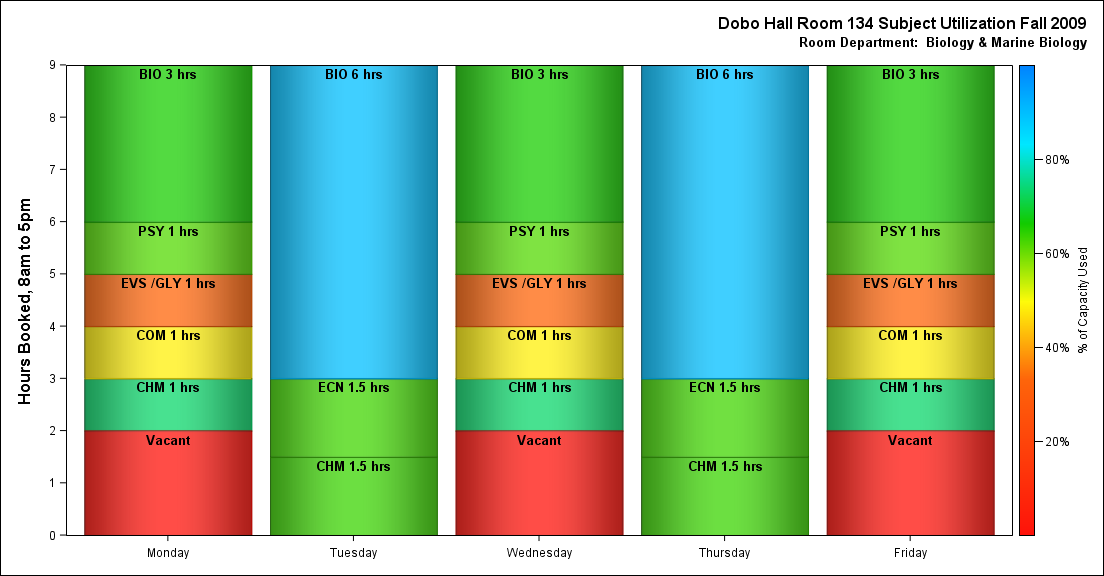 Dobo Hall Room 134 Subject Utilization Fall 2009
Room Department:  Biology & Marine Biology
Hours Booked, 8am to 5pm
9
8
7
6
5
4
3
2
1
0
BIO 3 hrs
PSY 1 hrs
EVS /GLY 1 hrs
COM 1 hrs
CHM 1 hrs
Vacant
Monday
BIO 6 hrs
ECN 1.5 hrs
CHM 1.5 hrs
Tuesday
BIO 3 hrs
PSY 1 hrs
EVS /GLY 1 hrs
COM 1 hrs
CHM 1 hrs
Vacant
Wednesday
BIO 6 hrs
ECN 1.5 hrs
CHM 1.5 hrs
Thursday
BIO 3 hrs
PSY 1 hrs
EVS /GLY 1 hrs
COM 1 hrs
CHM 1 hrs
Vacant
Friday
80%
60%
40%
20%
% of Capacity Used